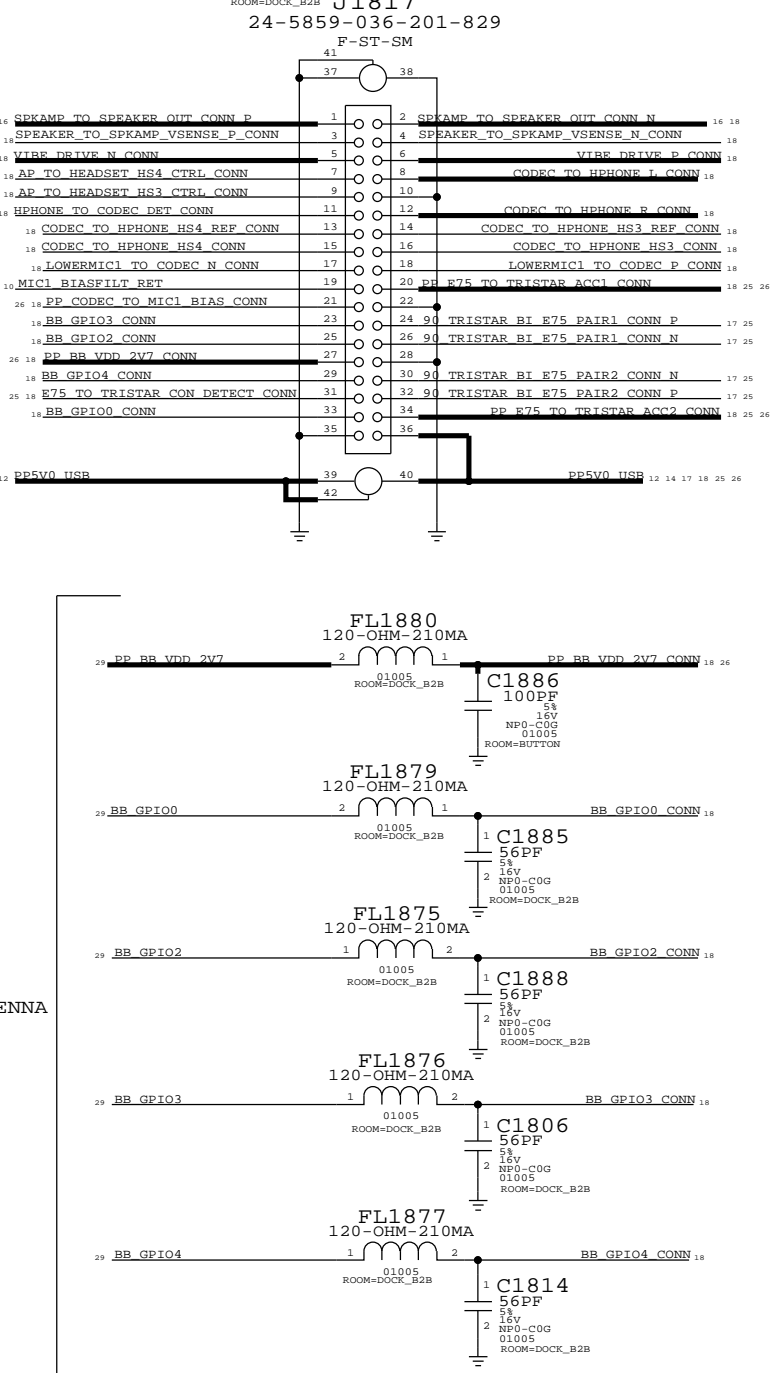 ROOM=DOCK_B2B J1817
24-5859-036-201-829
F-ST-SM
41
37 38
16 SPKAMP_TO_SPEAKER_OUT_CONN_P 1 2 SPKAMP_TO_SPEAKER_OUT_CONN_N 16 18
18 SPEAKER_TO_SPKAMP_VSENSE_P_CONN 3 4 SPEAKER_TO_SPKAMP_VSENSE_N_CONN 18
18 VIBE_DRIVE_N_CONN 5 6 VIBE_DRIVE_P_CONN 18
18 AP_TO_HEADSET_HS4_CTRL_CONN 7 8 CODEC_TO_HPHONE_L_CONN 18
18 AP_TO_HEADSET_HS3_CTRL_CONN 9 10
18 HPHONE_TO_CODEC_DET_CONN 11 12 CODEC_TO_HPHONE_R_CONN 18
18 CODEC_TO_HPHONE_HS4_REF_CONN 13 14 CODEC_TO_HPHONE_HS3_REF_CONN 18
18 CODEC_TO_HPHONE_HS4_CONN 15 16 CODEC_TO_HPHONE_HS3_CONN 18
18 LOWERMIC1_TO_CODEC_N_CONN 17 18 LOWERMIC1_TO_CODEC_P_CONN 18
10 MIC1_BIASFILT_RET 19 20 PP_E75_TO_TRISTAR_ACC1_CONN 18 25 26
26 18 PP_CODEC_TO_MIC1_BIAS_CONN 21 22
18 BB_GPIO3_CONN 23 24 90_TRISTAR_BI_E75_PAIR1_CONN_P 17 25
18 BB_GPIO2_CONN 25 26 90_TRISTAR_BI_E75_PAIR1_CONN_N 17 25
26 18 PP_BB_VDD_2V7_CONN 27 28
18 BB_GPIO4_CONN 29 30 90_TRISTAR_BI_E75_PAIR2_CONN_N 17 25
25 18 E75_TO_TRISTAR_CON_DETECT_CONN 31 32 90_TRISTAR_BI_E75_PAIR2_CONN_P 17 25
18 BB_GPIO0_CONN 33 34 PP_E75_TO_TRISTAR_ACC2_CONN 18 25 26
35 36
12 PP5V0_USB 39 40 PP5V0_USB 12 14 17 18 25 26
42
FL1880
120-OHM-210MA
29 PP_BB_VDD_2V7 2 1 PP_BB_VDD_2V7_CONN 18 26
01005
ROOM=DOCK_B2B
C1886
100PF
5%
16V
NP0-C0G
01005
ROOM=BUTTON
FL1879
120-OHM-210MA
29 BB_GPIO0 2 1 BB_GPIO0_CONN 18
01005
ROOM=DOCK_B2B
1 C1885
56PF
5%
16V
2 NP0-C0G
01005
ROOM=DOCK_B2B
FL1875
120-OHM-210MA
29 BB_GPIO2 1 2 BB_GPIO2_CONN 18
01005
ROOM=DOCK_B2B
1 C1888
56PF
5%
16V
2 NP0-C0G
01005
ROOM=DOCK_B2B
ENNA
FL1876
120-OHM-210MA
29 BB_GPIO3 1 2 BB_GPIO3_CONN 18
01005
ROOM=DOCK_B2B
1 C1806
56PF
5%
16V
2 NP0-C0G
01005
ROOM=DOCK_B2B
FL1877
120-OHM-210MA
29 BB_GPIO4 1 2 BB_GPIO4_CONN 18
01005
ROOM=DOCK_B2B
1 C1814
56PF
5%
16V
2 NP0-C0G
01005
ROOM=DOCK_B2B